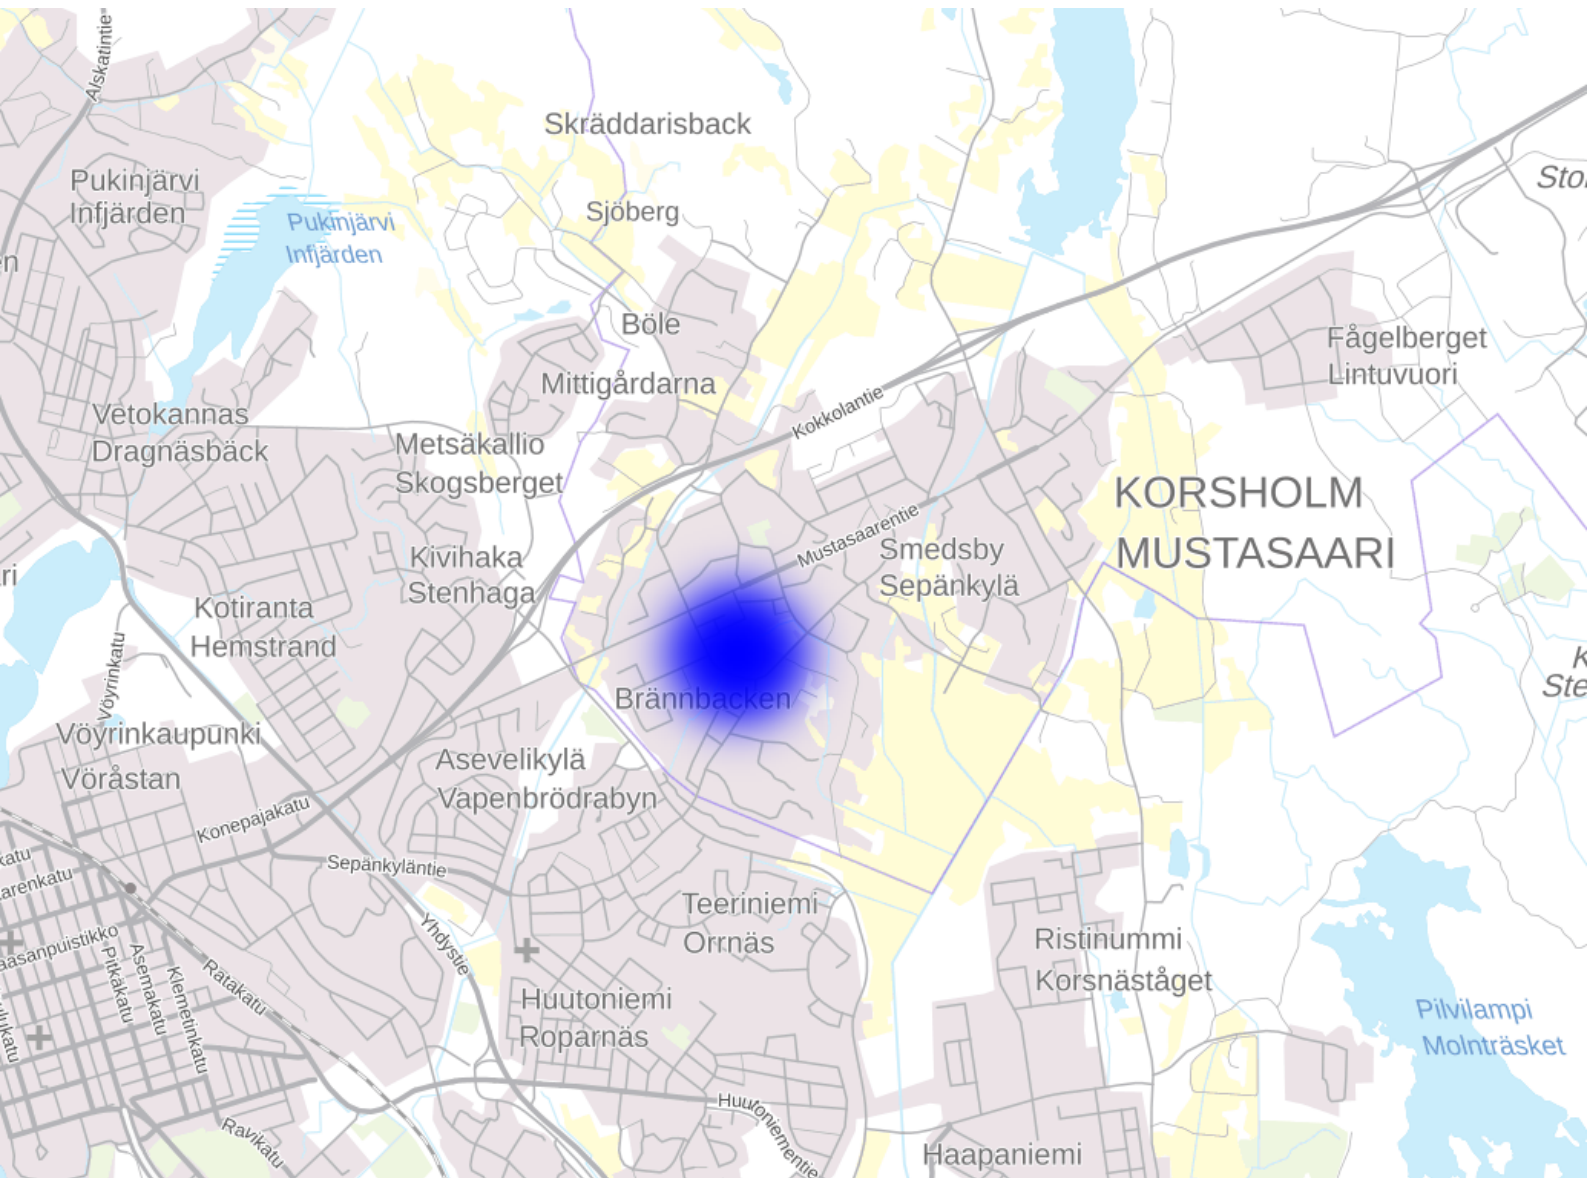 Alskatintie
Skräddarisback
Pukinjärvi
Infjärden
Pukinjärvi
Infjärden
Sjöberg
Böle
Mittigårdarna
Fågelberget
Lintuvuori
Kokkolantie
Vetokannas
Dragnäsbäck
Metsäkallio
Skogsberget
KORSHOLM
MUSTASAARI
Mustasaarentie
Smedsby
Sepänkylä
Kivihaka
Stenhaga
Kotiranta
Hemstrand
Vöyrinkatu
Brännbacken
Vöyrinkaupunki
Vöråstan
Asevelikylä
Vapenbrödrabyn
Konepajakatu
Sepänkyläntie
Teeriniemi
Orrnäs
Yhdystie
Ristinummi
Korsnäståget
Pitkäkatu
Asemakatu
Klemetinkatu
Ratakatu
Huutoniemi
Roparnäs
Pilvilampi
Molnträsket
Huutoniementie
Ravikatu
Haapaniemi